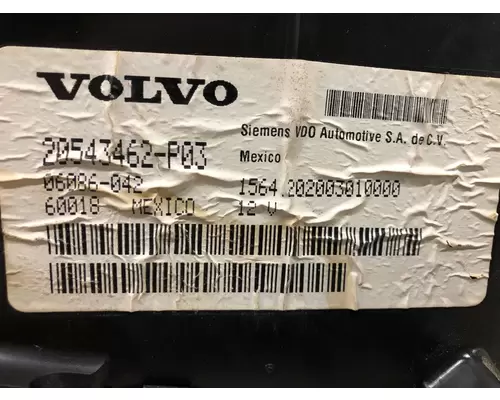 VOLVO
Siemens VDO Automotive S.A. de C.V.
20543462-P03
Mexico
06086-042
1564.202003010000
60018 MEXICO
12 V